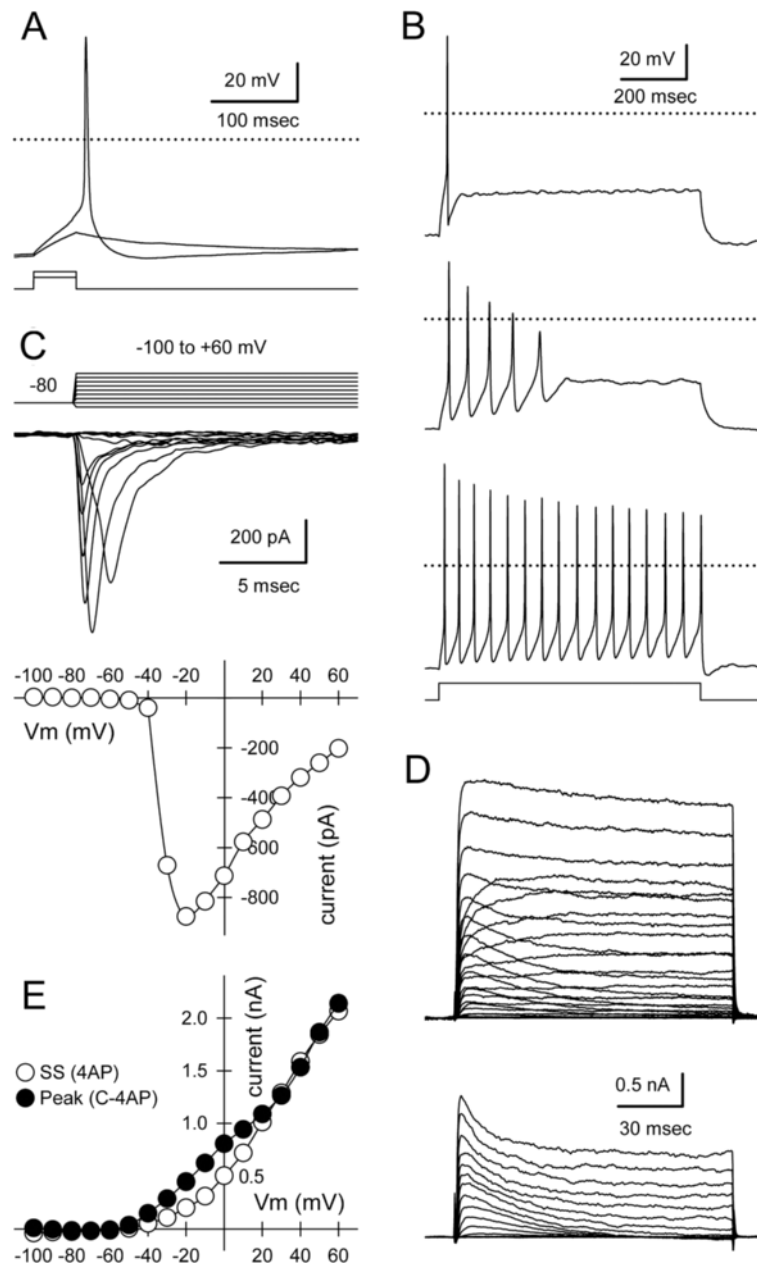 A
20 mV
100 msec
B
20 mV
200 msec
C
-100 to +60 mV
-80
200 pA
5 msec
-100 -80 -60 -40 -20 20 40 60
Vm (mV)
-200
-400
-600
-800
current (pA)
D
0.5 nA
30 msec
E
SS (4AP)
Peak (C-4AP)
2.0
1.5
1.0
0.5
current (nA)
Vm (mV)
-100 -80 -60 -40 -20 0 20 40 60